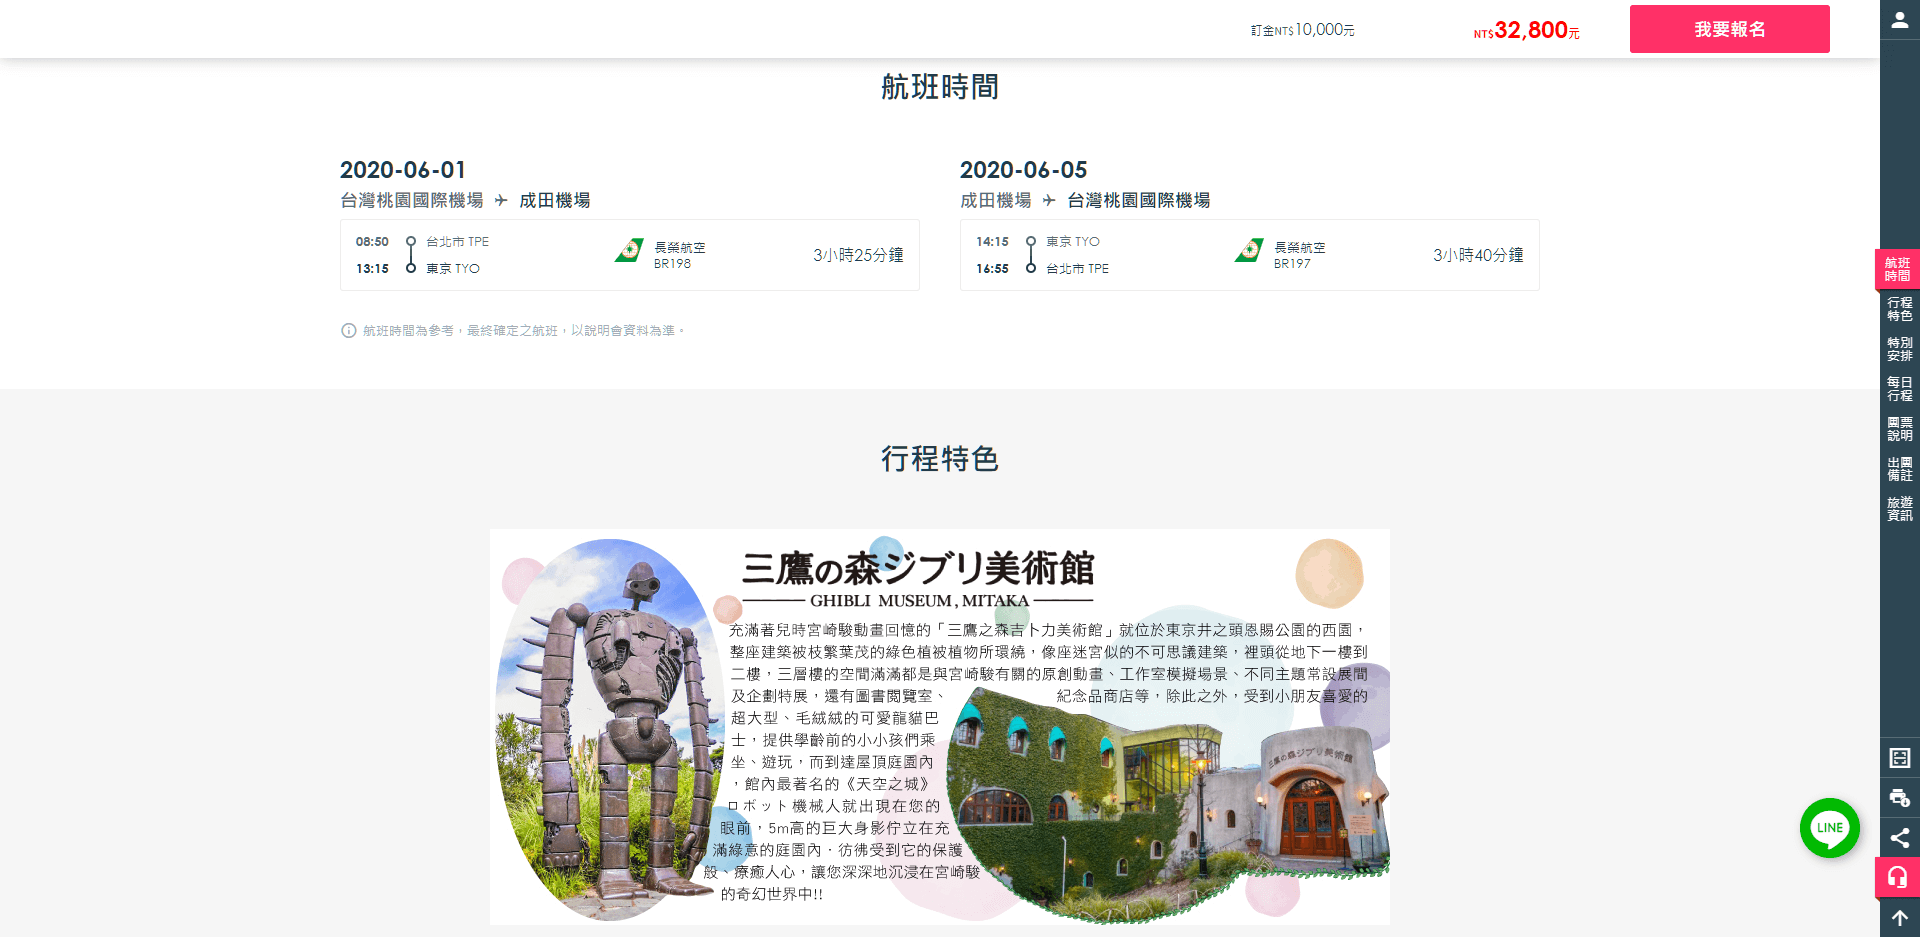 訂金NT$10,000元
NT$32,800元
我要報名
航班時間
2020-06-01
台灣桃園國際機場 成田機場
08:50 台北市 TPE
13:15 東京 TYO
長榮航空
BR198
3小時25分鐘
2020-06-05
成田機場 台灣桃園國際機場
14:15 東京 TYO
16:55 台北市 TPE
長榮航空
BR197
3小時40分鐘
航班時間為參考，最終確定之航班，以說明會資料為準。
行程特色
三鷹の森ジブリ美術館
GHIBLI MUSEUM, MITAKA
充滿著兒時宮崎駿動畫回憶的「三鷹之森吉卜力美術館」就位於東京井之頭恩賜公園的西園，
整座建築被枝繁葉茂的綠色植被植物所環繞，像座迷宮似的不可思議建築，裡頭從地下一樓到
二樓，三層樓的空間滿滿都是與宮崎駿有關的原創動畫、工作室模擬場景、不同主題常設展間
及企劃特展，還有圖書閱覽室、紀念品商店等，除此之外，受到小朋友喜愛的
超大型、毛絨絨的可愛龍貓巴
士，提供學齡前的小小孩們乘
坐、遊玩，而到達屋頂庭園內
，館內最著名的《天空之城》
ロボット機械人就出現在您的
眼前，5m高的巨大身影佇立在充
滿綠意的庭園內．彷彿受到它的保護
般、療癒人心，讓您深深地沉浸在宮崎駿
的奇幻世界中!!
三鷹の森ジブリ美術館
航班
時間
行程
特色
特別
安排
每日
行程
團票
說明
出團
備註
旅遊
資訊
LINE